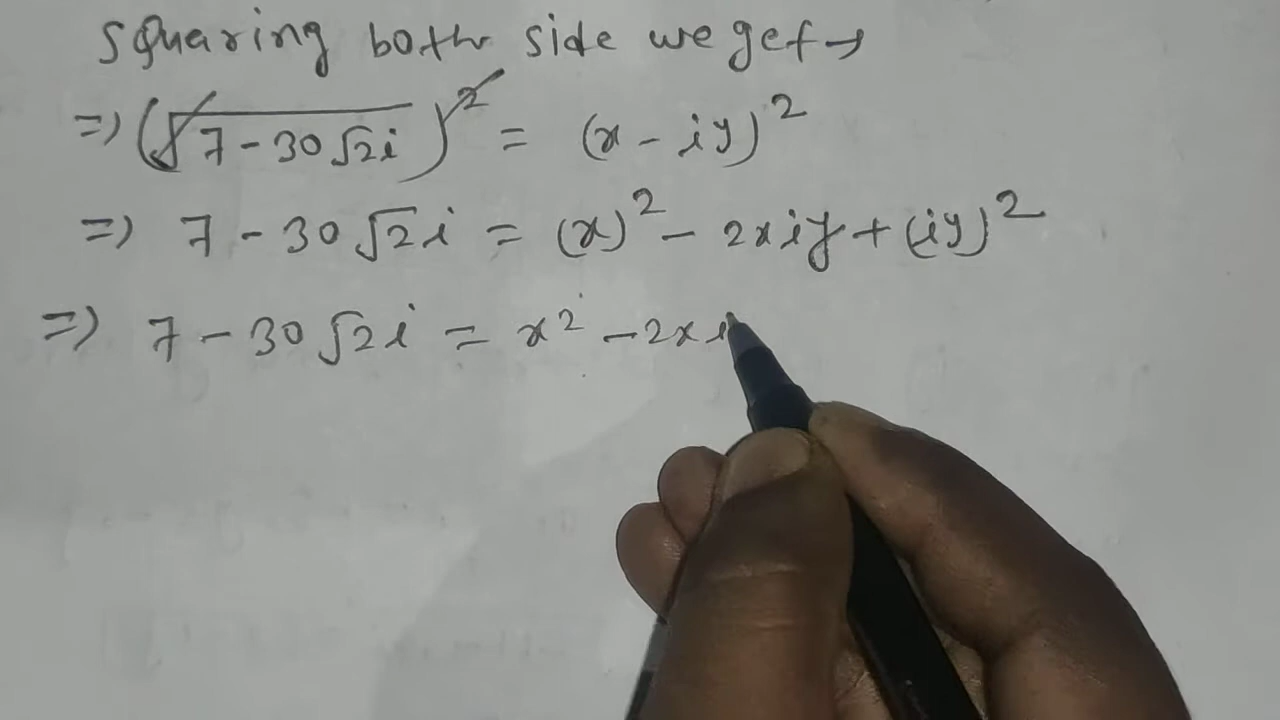 Squaring both side we get →
=> (√7-30√2i)² = (x - iy)²
=> 7 - 30√2i = (x)² - 2xiy + (iy)²
=> 7 - 30√2i = x² - 2xi